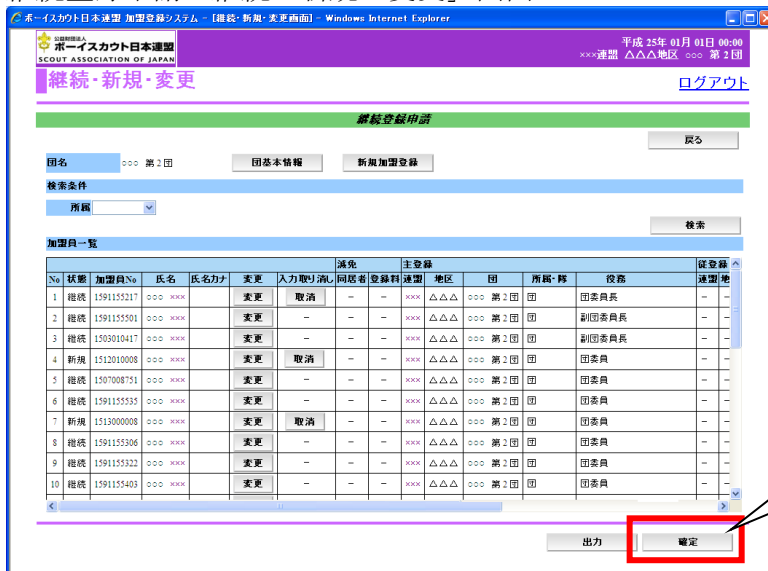 ボーイスカウト日本連盟 加盟登録システム - [継続･新規･変更画面] - Windows Internet Explorer
公益財団法人
ボーイスカウト日本連盟
SCOUT ASSOCIATION OF JAPAN
平成 25年 01月 01日 00:00
×××連盟 △△△地区 ○○○ 第 2 団
継続･新規･変更
ログアウト
継続登録申請
戻る
団名 ○○○ 第 2 団 団基本情報 新規加盟登録
検索条件
所属
検索
加盟員一覧
減免 主登録 従登録
No 状態 加盟員No 氏名 氏名カナ 変更 入力取り消し 同居者 登録料 連盟 地区 団 所属･隊 役務 連盟 地
1 継続 1591155217 ○○○ ××× 変更 取消 － － ××× △△△ ○○○ 第 2 団 団 団委員長 － －
2 継続 1591155501 ○○○ ××× 変更 － － － ××× △△△ ○○○ 第 2 団 団 副団委員長 － －
3 継続 1503010417 ○○○ ××× 変更 － － － ××× △△△ ○○○ 第 2 団 団 副団委員長 － －
4 新規 1512010008 ○○○ ××× 変更 取消 － － ××× △△△ ○○○ 第 2 団 団 団委員 － －
5 継続 1507008751 ○○○ ××× 変更 － － － ××× △△△ ○○○ 第 2 団 団 団委員 － －
6 継続 1591155535 ○○○ ××× 変更 － － － ××× △△△ ○○○ 第 2 団 団 団委員 － －
7 新規 1513000008 ○○○ ××× 変更 取消 － － ××× △△△ ○○○ 第 2 団 団 団委員 － －
8 継続 1591155306 ○○○ ××× 変更 － － － ××× △△△ ○○○ 第 2 団 団 団委員 － －
9 継続 1591155322 ○○○ ××× 変更 － － － ××× △△△ ○○○ 第 2 団 団 団委員 － －
10 継続 1591155403 ○○○ ××× 変更 － － － ××× △△△ ○○○ 第 2 団 団 団委員 － －
出力 確定